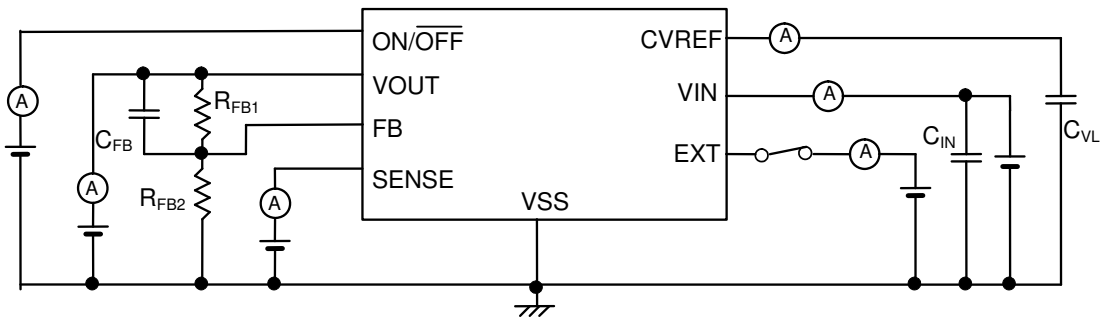 ON/OFF
VOUT
FB
SENSE
VSS
CVREF
VIN
EXT
A
A
A
A
A
A
R_FB1
C_FB
R_FB2
C_IN
C_VL